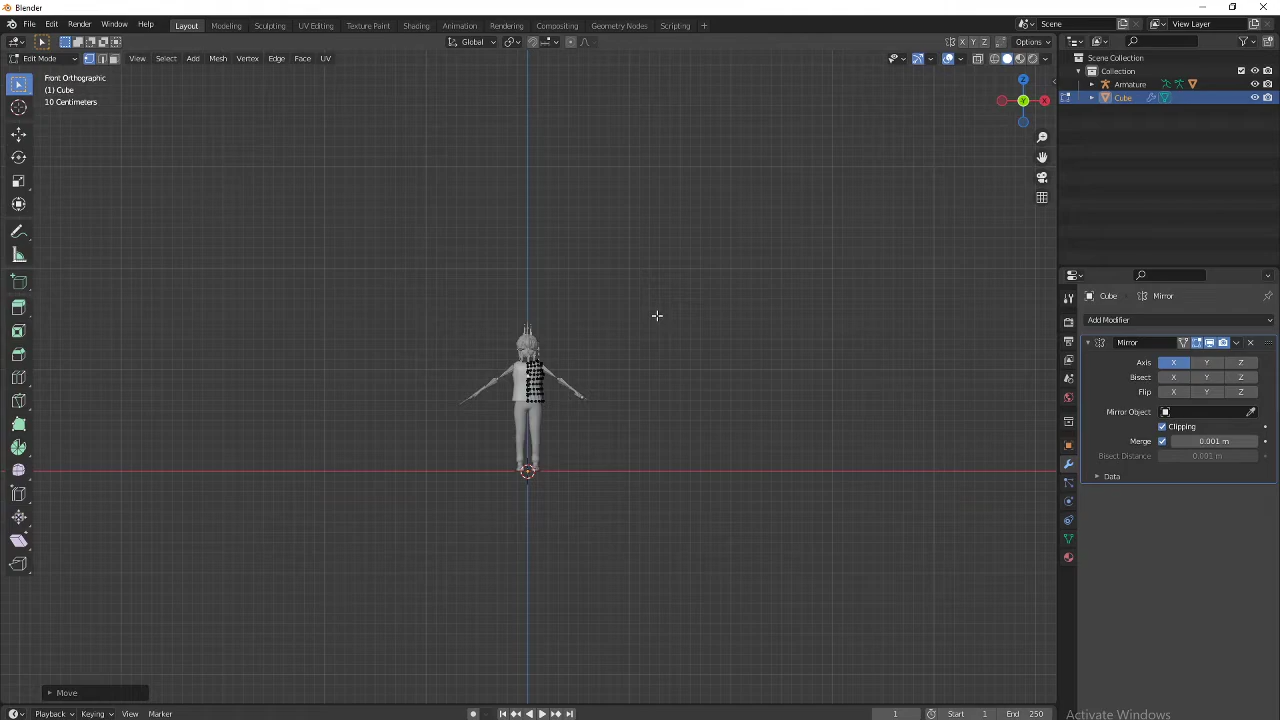 Blender
File Edit Render Window Help Layout Modeling Sculpting UV Editing Texture Paint Shading Animation Rendering Compositing Geometry Nodes Scripting + Scene View Layer
Global X Y Z Options
Edit Mode View Select Add Mesh Vertex Edge Face UV
Front Orthographic
(1) Cube
10 Centimeters
Z
Y
X
Scene Collection
Collection
Armature
Cube
Cube Mirror
Add Modifier
Mirror
Axis X Y Z
Bisect X Y Z
Flip X Y Z
Mirror Object
Clipping
Merge 0.001 m
Bisect Distance 0.001 m
Data
Move
Playback Keying View Marker 1 Start 1 End 250
Activate Windows